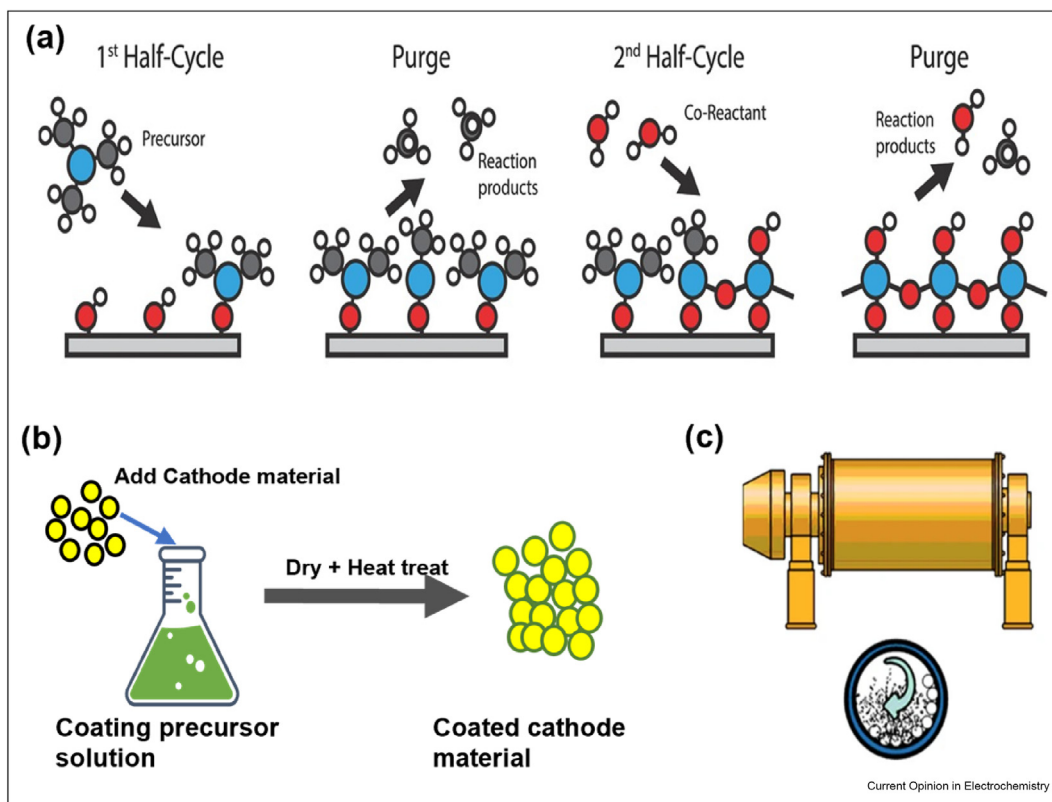 (a)
1st Half-Cycle
Purge
2nd Half-Cycle
Purge
Precursor
Reaction
products
Co-Reactant
Reaction
products
(b)
Add Cathode material
Dry + Heat treat
Coating precursor
solution
Coated cathode
material
(c)
Current Opinion in Electrochemistry